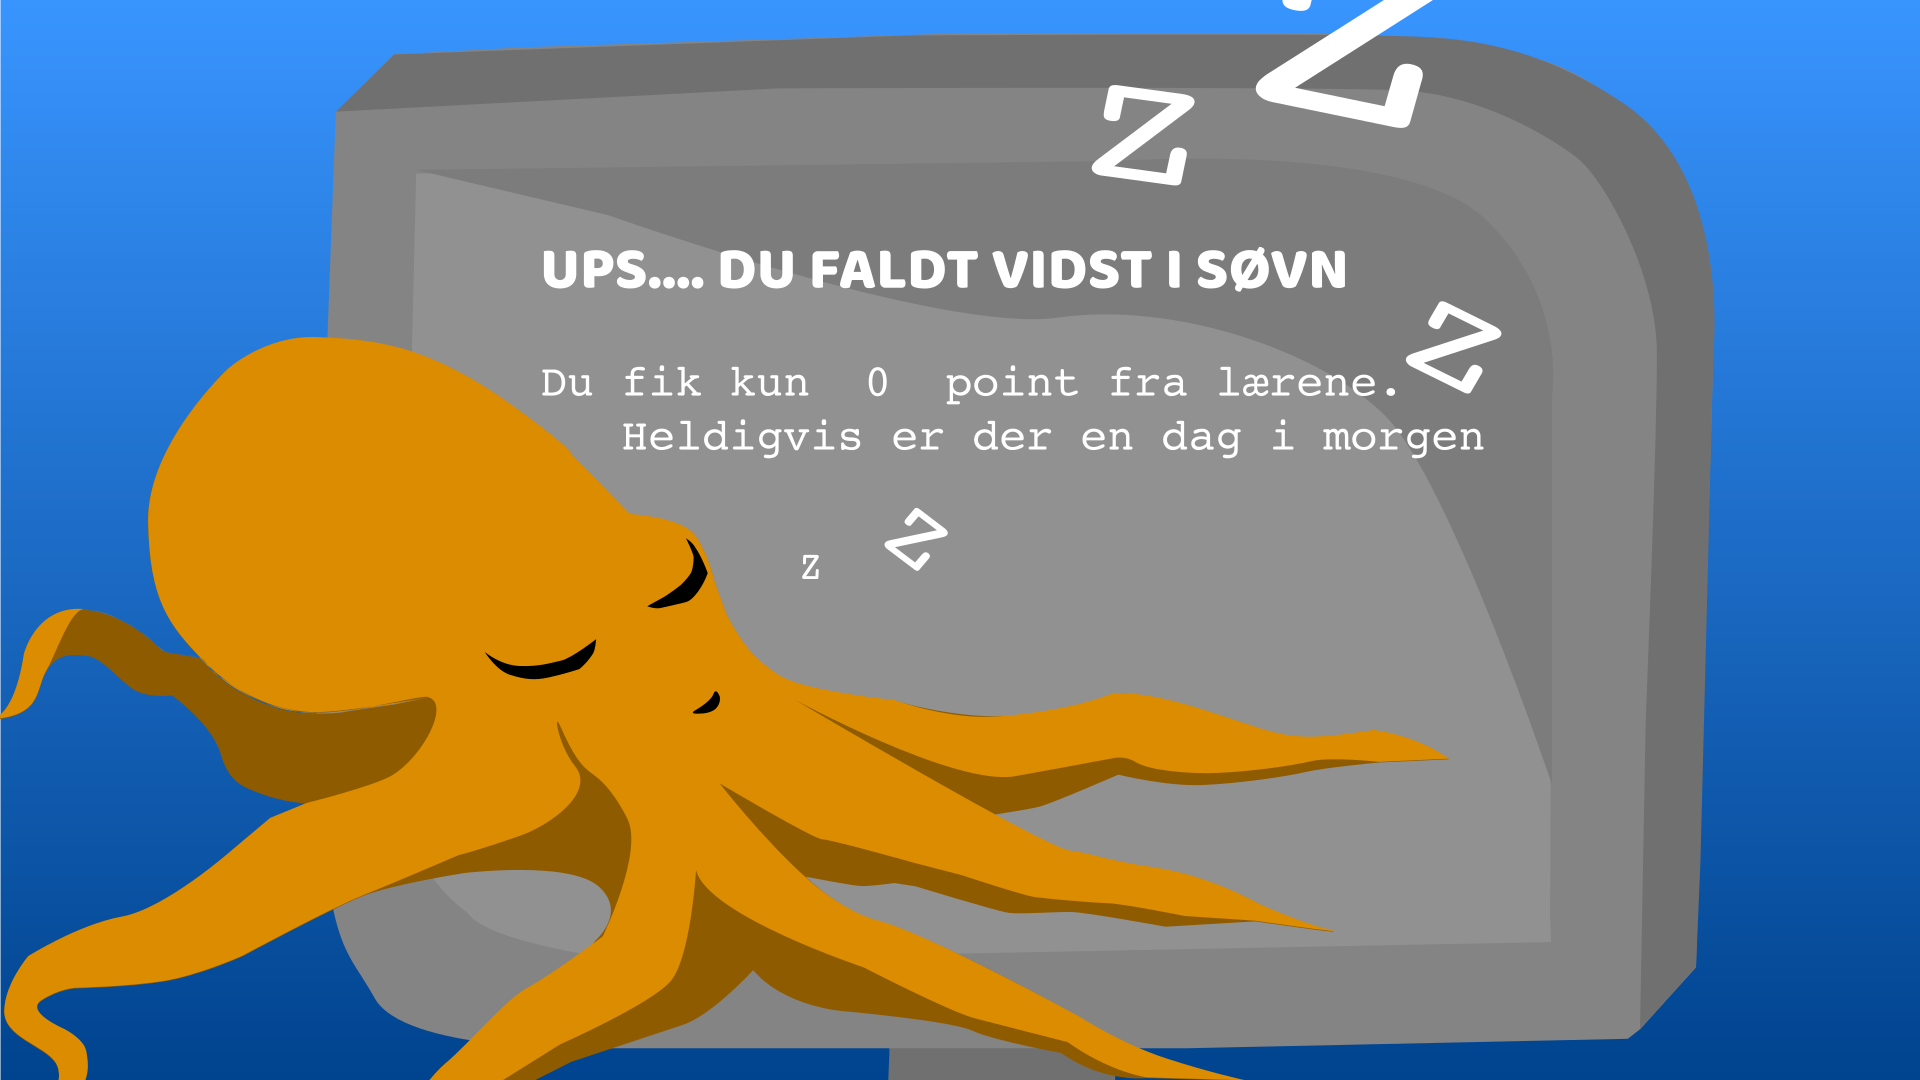 Z
Z
UPS.... DU FALDT VIDST I SØVN
Z
Du fik kun 0 point fra lærene.
Heldigvis er der en dag i morgen
Z
Z